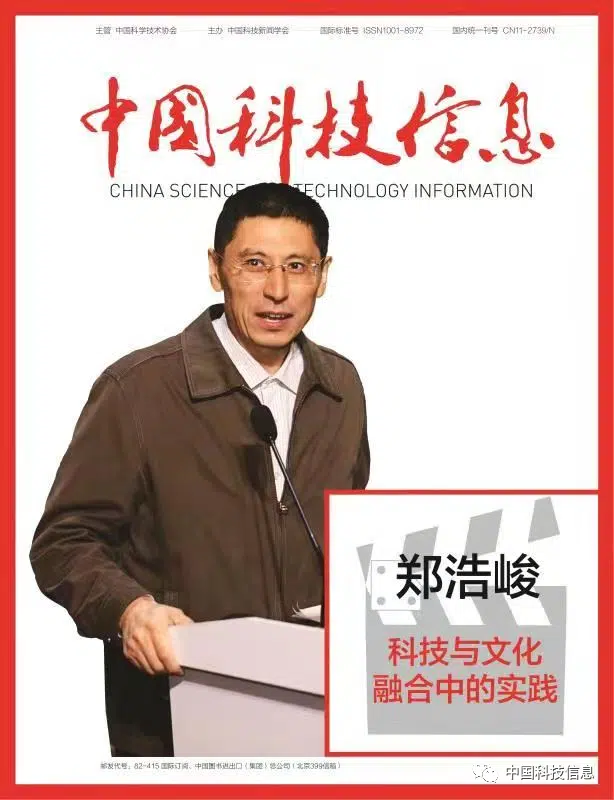 主管 中国科学技术协会 主办 中国科技新闻学会 国际标准号 ISSN1001-8972 国内统一刊号 CN11-2739/N
中國科技信息
CHINA SCIENCE TECHNOLOGY INFORMATION
郑浩峻
科技与文化
融合中的实践
邮发代号：82-415 国际订阅：中国图书进出口（集团）总公司（北京399信箱）
中国科技信息